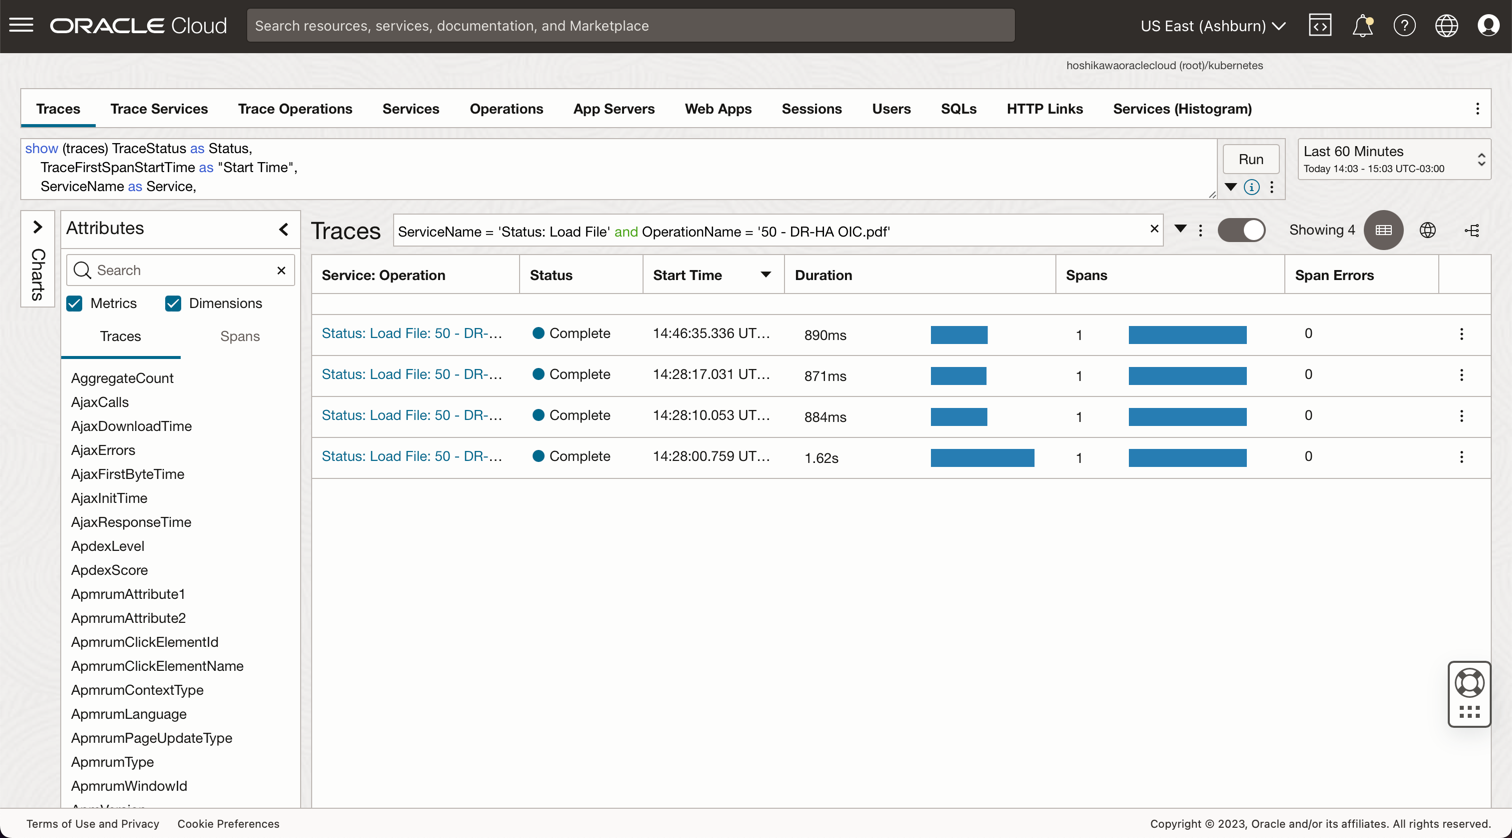 ORACLE Cloud
Search resources, services, documentation, and Marketplace
US East (Ashburn)
hoshikawaoraclecloud (root)/kubernetes
Traces Trace Services Trace Operations Services Operations App Servers Web Apps Sessions Users SQLs HTTP Links Services (Histogram)
show (traces) TraceStatus as Status,
TraceFirstSpanStartTime as "Start Time",
ServiceName as Service,
Run
Last 60 Minutes
Today 14:03 - 15:03 UTC-03:00
Charts
Attributes
Search
Metrics Dimensions
Traces Spans
AggregateCount
AjaxCalls
AjaxDownloadTime
AjaxErrors
AjaxFirstByteTime
AjaxInitTime
AjaxResponseTime
ApdexLevel
ApdexScore
ApmrumAttribute1
ApmrumAttribute2
ApmrumClickElementId
ApmrumClickElementName
ApmrumContextType
ApmrumLanguage
ApmrumPageUpdateType
ApmrumType
ApmrumWindowId
Traces
ServiceName = 'Status: Load File' and OperationName = '50 - DR-HA OIC.pdf'
Showing 4
Service: Operation Status Start Time Duration Spans Span Errors
Status: Load File: 50 - DR-... Complete 14:46:35.336 UT... 890ms 1 0
Status: Load File: 50 - DR-... Complete 14:28:17.031 UT... 871ms 1 0
Status: Load File: 50 - DR-... Complete 14:28:10.053 UT... 884ms 1 0
Status: Load File: 50 - DR-... Complete 14:28:00.759 UT... 1.62s 1 0
Terms of Use and Privacy Cookie Preferences
Copyright © 2023, Oracle and/or its affiliates. All rights reserved.